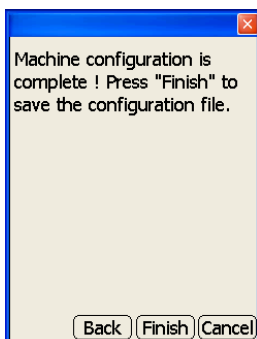 Machine configuration is
complete ! Press "Finish" to
save the configuration file.
Back Finish Cancel